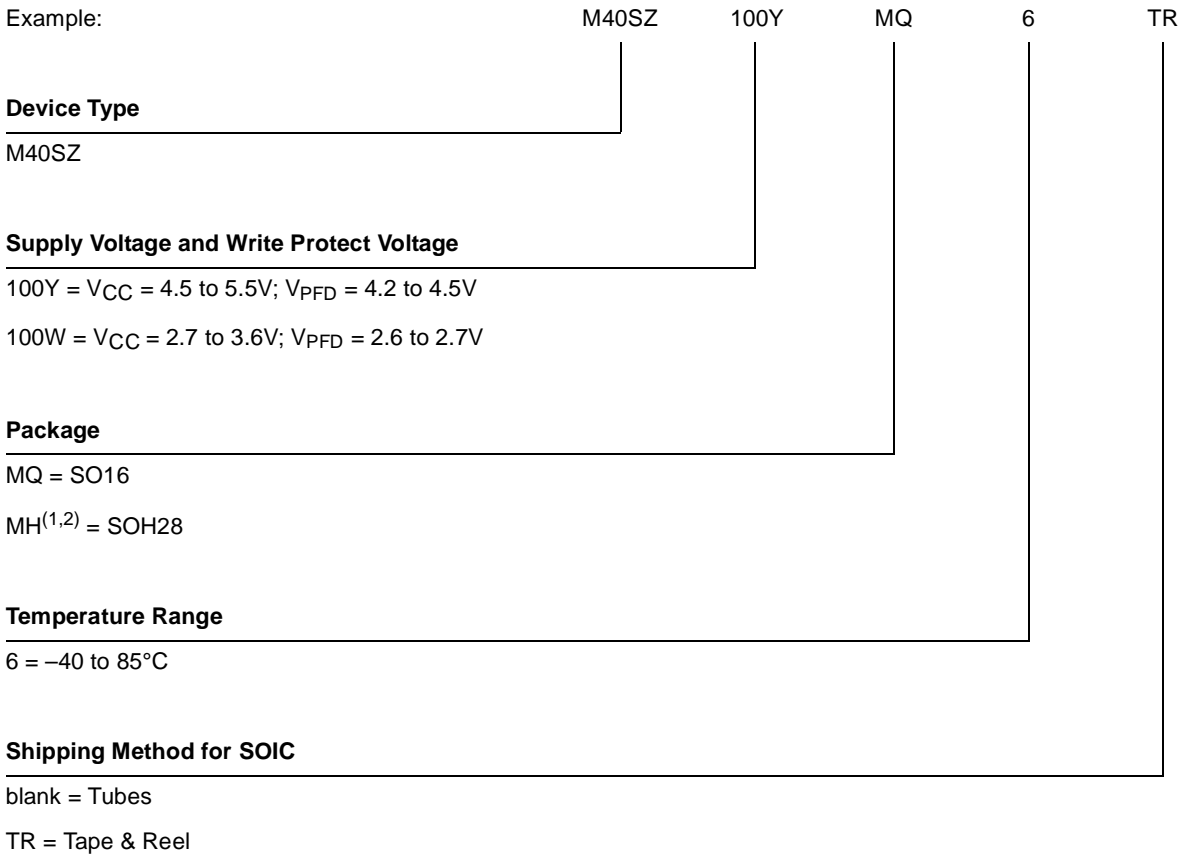 Example: M40SZ 100Y MQ 6 TR
Device Type
M40SZ
Supply Voltage and Write Protect Voltage
100Y = VCC = 4.5 to 5.5V; VPFD = 4.2 to 4.5V
100W = VCC = 2.7 to 3.6V; VPFD = 2.6 to 2.7V
Package
MQ = SO16
MH(1,2) = SOH28
Temperature Range
6 = –40 to 85°C
Shipping Method for SOIC
blank = Tubes
TR = Tape & Reel